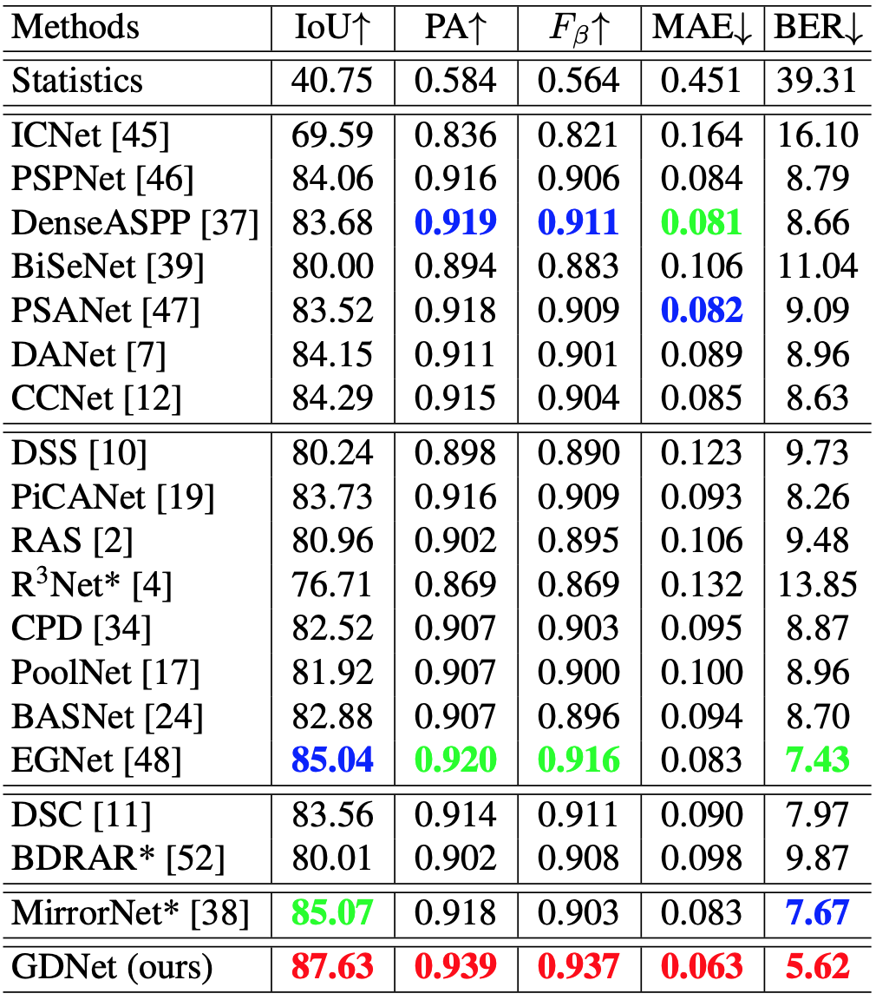 Methods IoU↑ PA↑ Fβ↑ MAE↓ BER↓
Statistics 40.75 0.584 0.564 0.451 39.31
ICNet [45] 69.59 0.836 0.821 0.164 16.10
PSPNet [46] 84.06 0.916 0.906 0.084 8.79
DenseASPP [37] 83.68 0.919 0.911 0.081 8.66
BiSeNet [39] 80.00 0.894 0.883 0.106 11.04
PSANet [47] 83.52 0.918 0.909 0.082 9.09
DANet [7] 84.15 0.911 0.901 0.089 8.96
CCNet [12] 84.29 0.915 0.904 0.085 8.63
DSS [10] 80.24 0.898 0.890 0.123 9.73
PiCANet [19] 83.73 0.916 0.909 0.093 8.26
RAS [2] 80.96 0.902 0.895 0.106 9.48
R³Net* [4] 76.71 0.869 0.869 0.132 13.85
CPD [34] 82.52 0.907 0.903 0.095 8.87
PoolNet [17] 81.92 0.907 0.900 0.100 8.96
BASNet [24] 82.88 0.907 0.896 0.094 8.70
EGNet [48] 85.04 0.920 0.916 0.083 7.43
DSC [11] 83.56 0.914 0.911 0.090 7.97
BDRAR* [52] 80.01 0.902 0.908 0.098 9.87
MirrorNet* [38] 85.07 0.918 0.903 0.083 7.67
GDNet (ours) 87.63 0.939 0.937 0.063 5.62